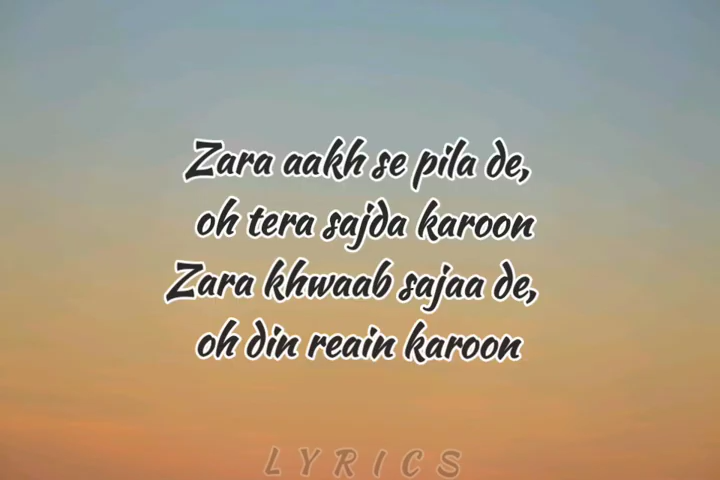 Zara aakh se pila de,
oh tera sajda karoon
Zara khwaab sajaa de,
oh din reain karoon
LYRICS